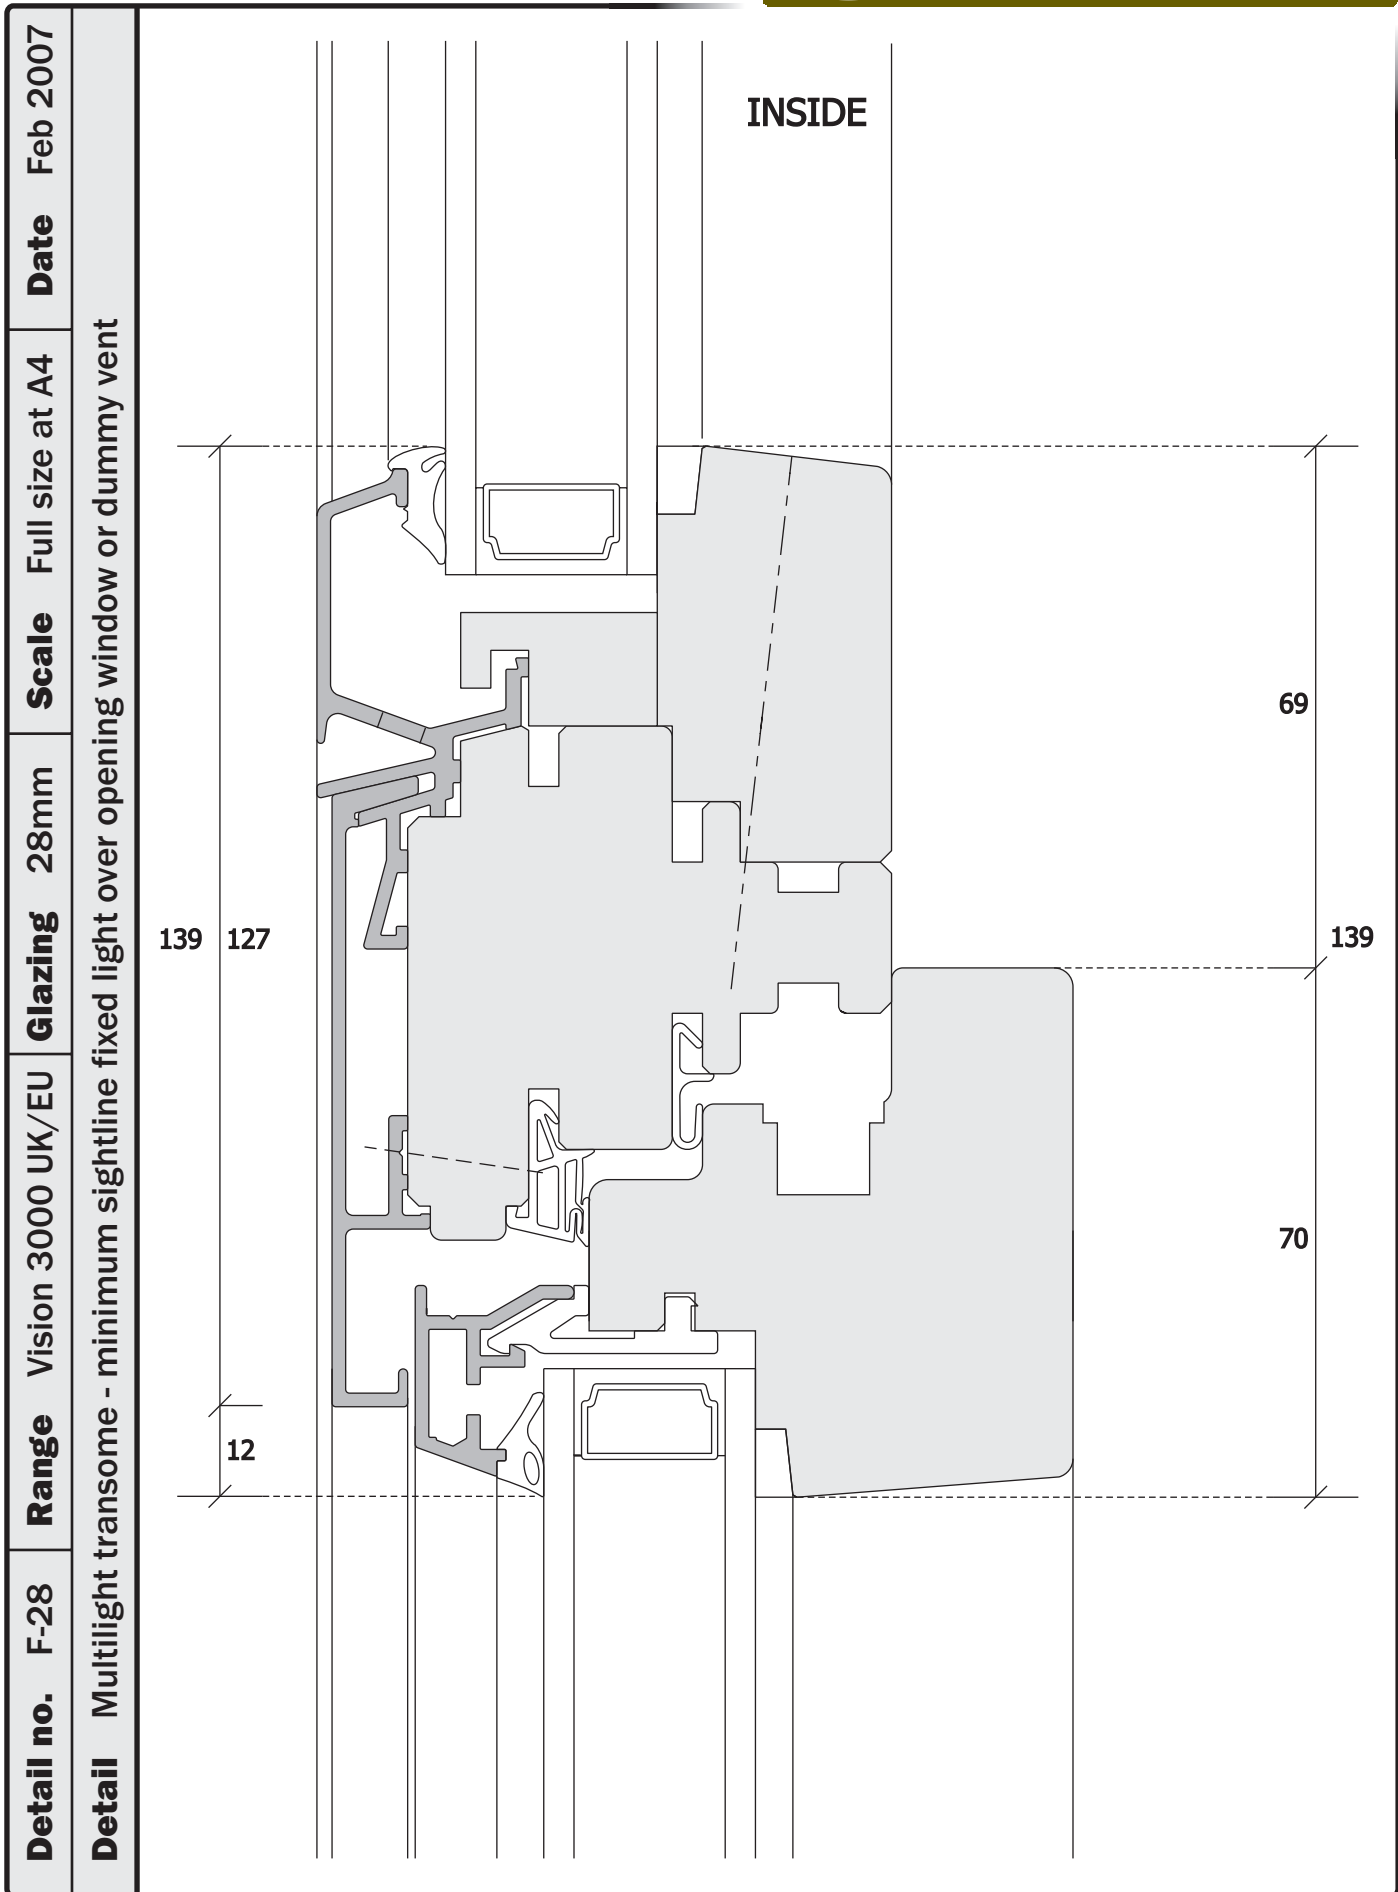 Detail no. F-28 Range Vision 3000 UK/EU Glazing 28mm Scale Full size at A4 Date Feb 2007
Detail Multilight transome - minimum sightline fixed light over opening window or dummy vent
INSIDE
69
139 127
139
70
12